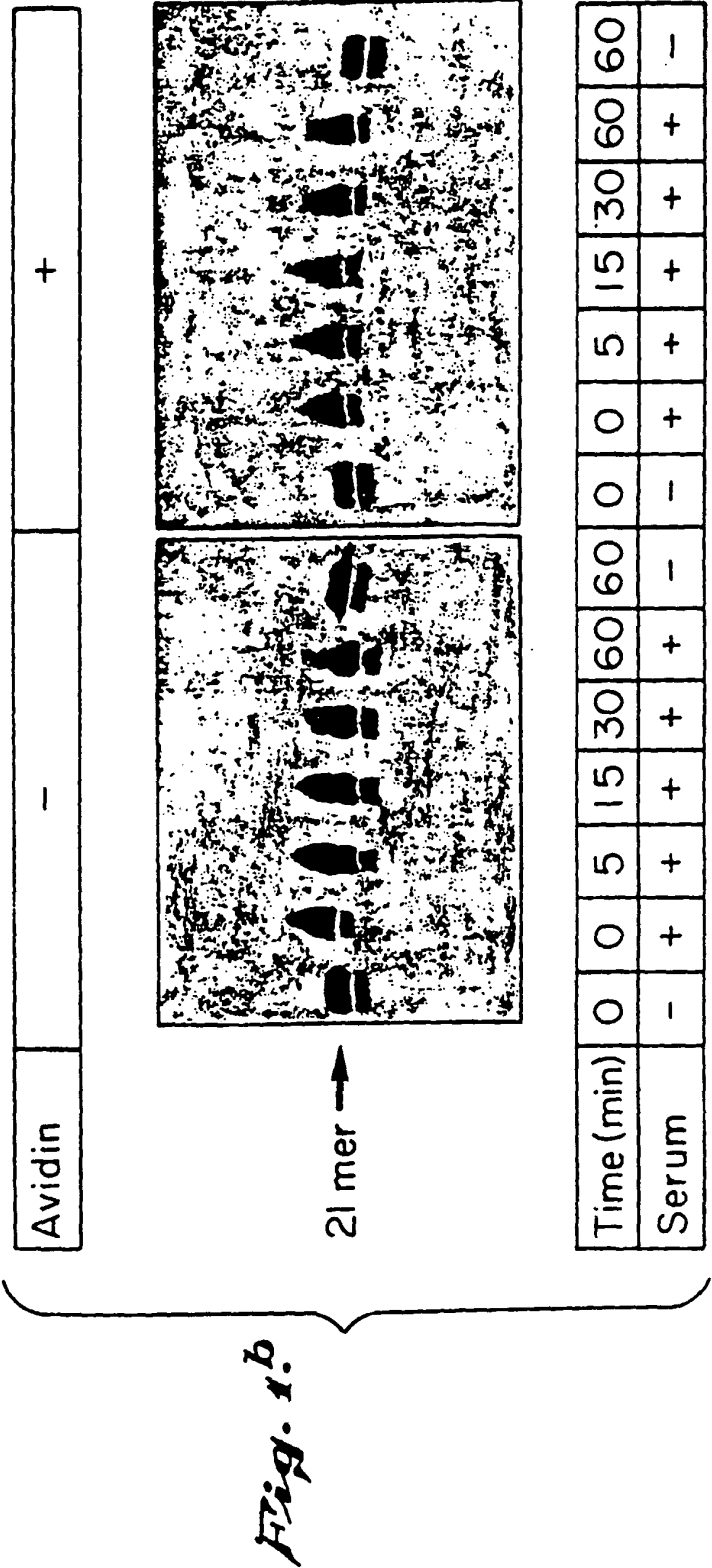 Fig. 1.b
Avidin - +
21 mer
Time (min) 0 0 5 15 30 60 60 0 0 5 15 30 60 60
Serum - + + + + + - - + + + + + -